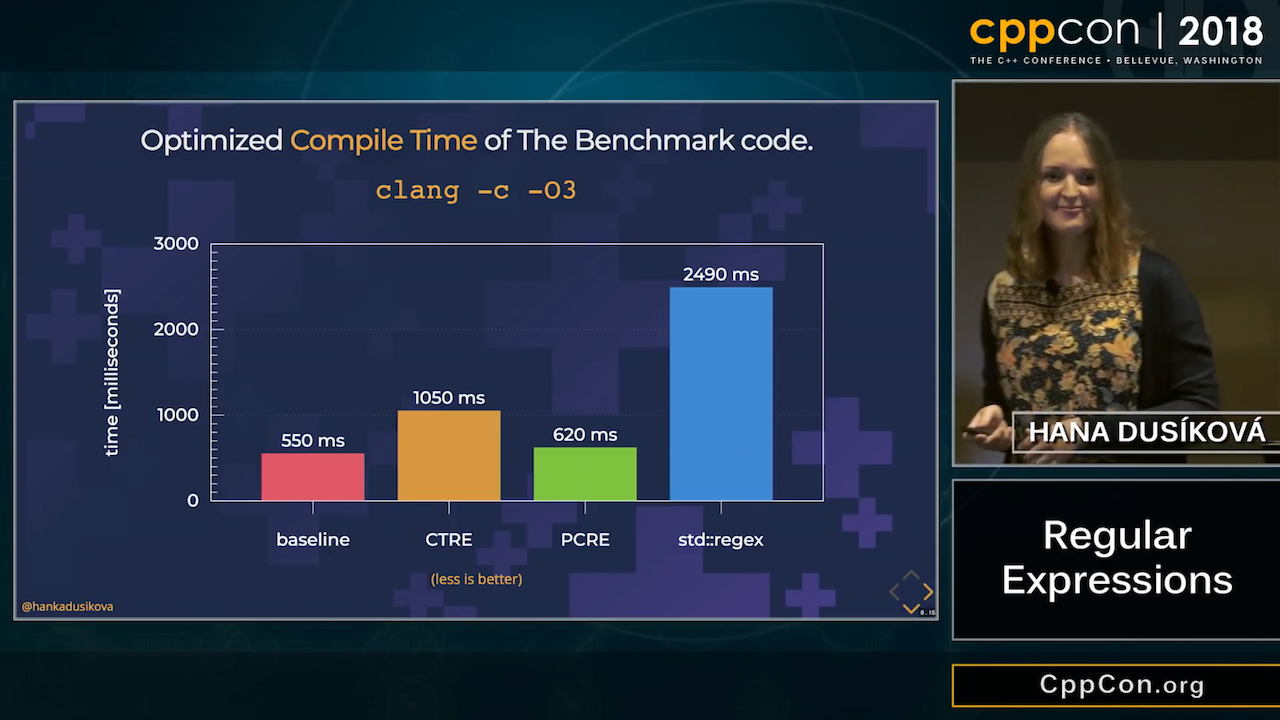 cppcon | 2018
THE C++ CONFERENCE • BELLEVUE, WASHINGTON
Optimized Compile Time of The Benchmark code.
clang -c -O3
time [milliseconds]
3000
2000
1000
0
550 ms
1050 ms
620 ms
2490 ms
baseline
CTRE
PCRE
std::regex
(less is better)
@hankadusikova
8.15
HANA DUSÍKOVÁ
Regular
Expressions
CppCon.org